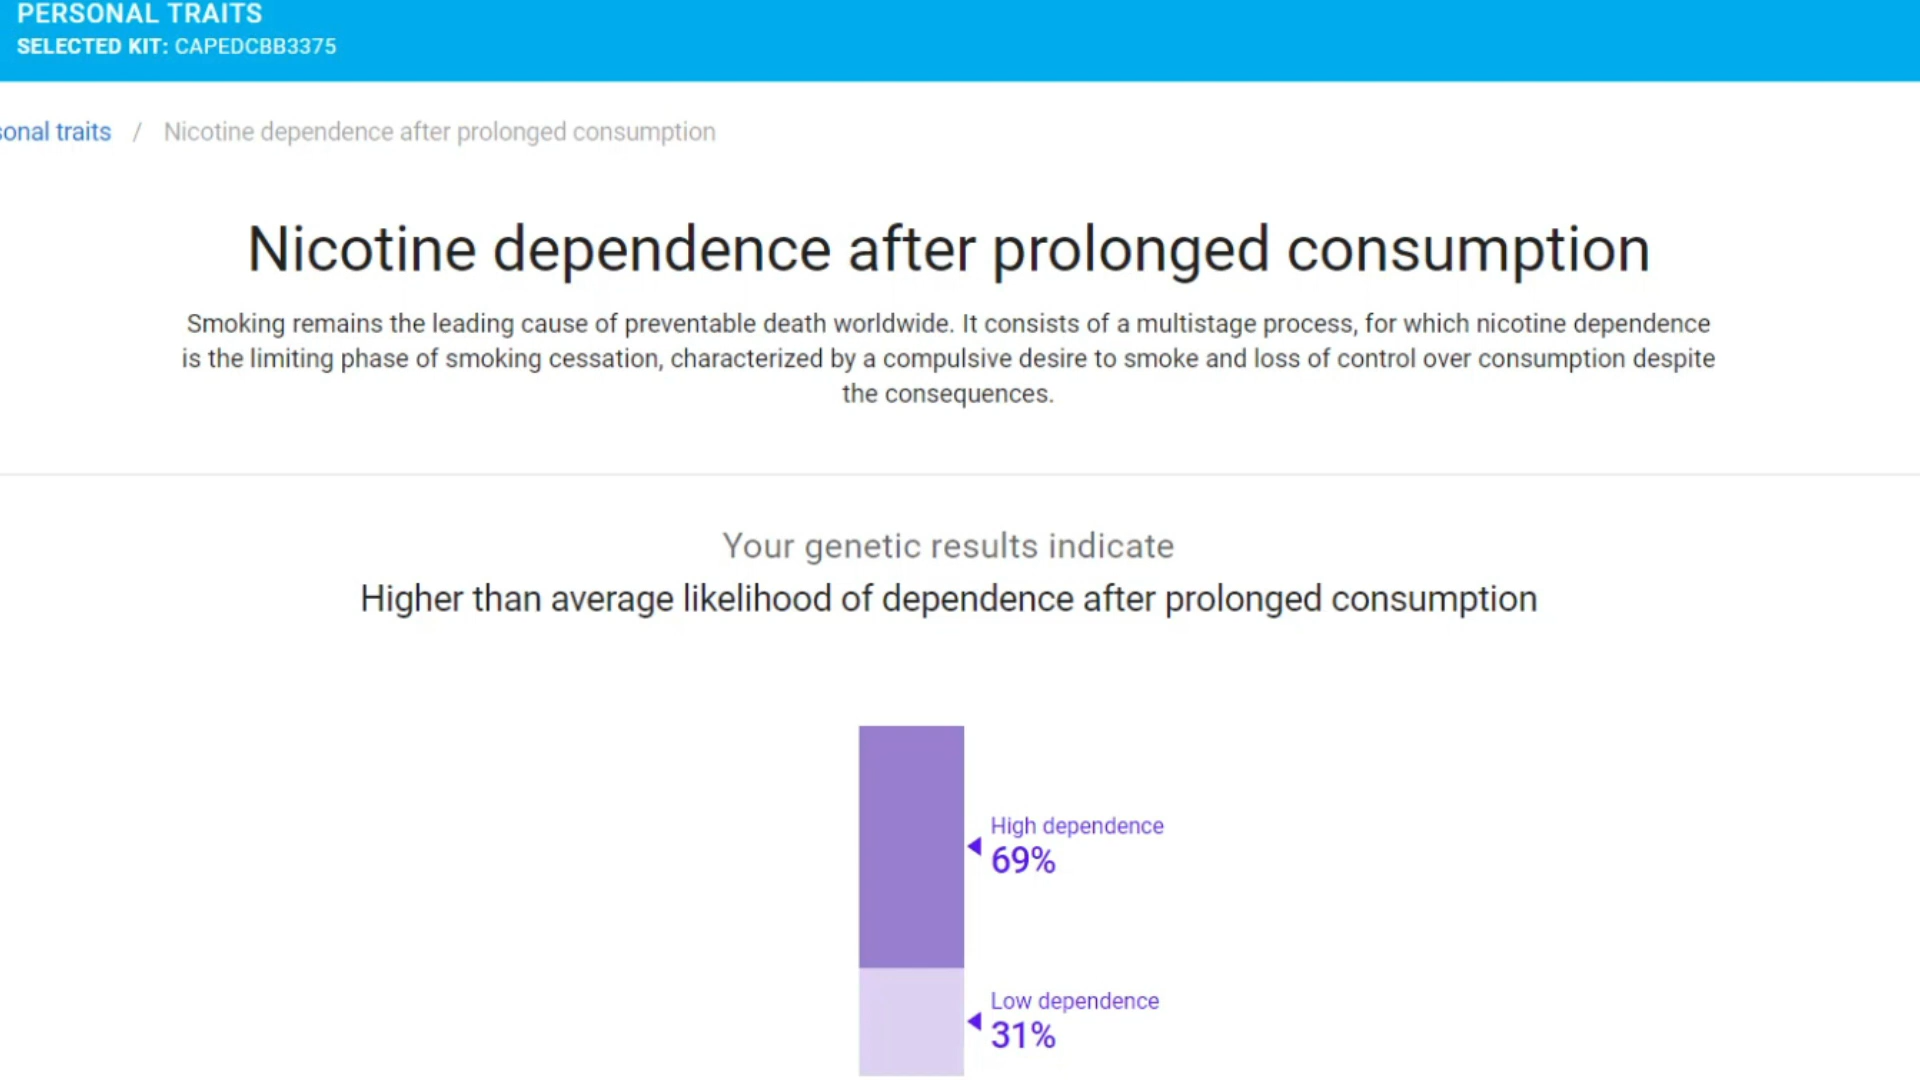 PERSONAL TRAITS
SELECTED KIT: CAPEDCBB3375
sonal traits / Nicotine dependence after prolonged consumption
Nicotine dependence after prolonged consumption
Smoking remains the leading cause of preventable death worldwide. It consists of a multistage process, for which nicotine dependence
is the limiting phase of smoking cessation, characterized by a compulsive desire to smoke and loss of control over consumption despite
the consequences.
Your genetic results indicate
Higher than average likelihood of dependence after prolonged consumption
High dependence
69%
Low dependence
31%